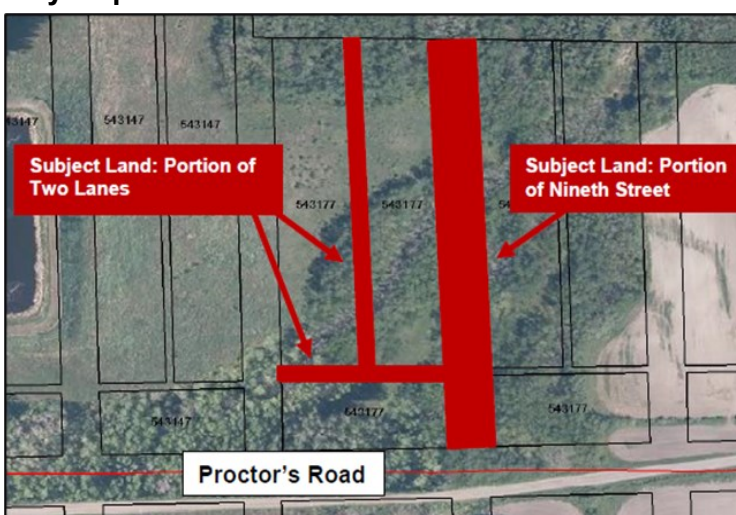 543147
543147
Subject Land: Portion of
Two Lanes
Subject Land: Portion
of Nineth Street
543177
543177
543147
543177
543177
Proctor's Road